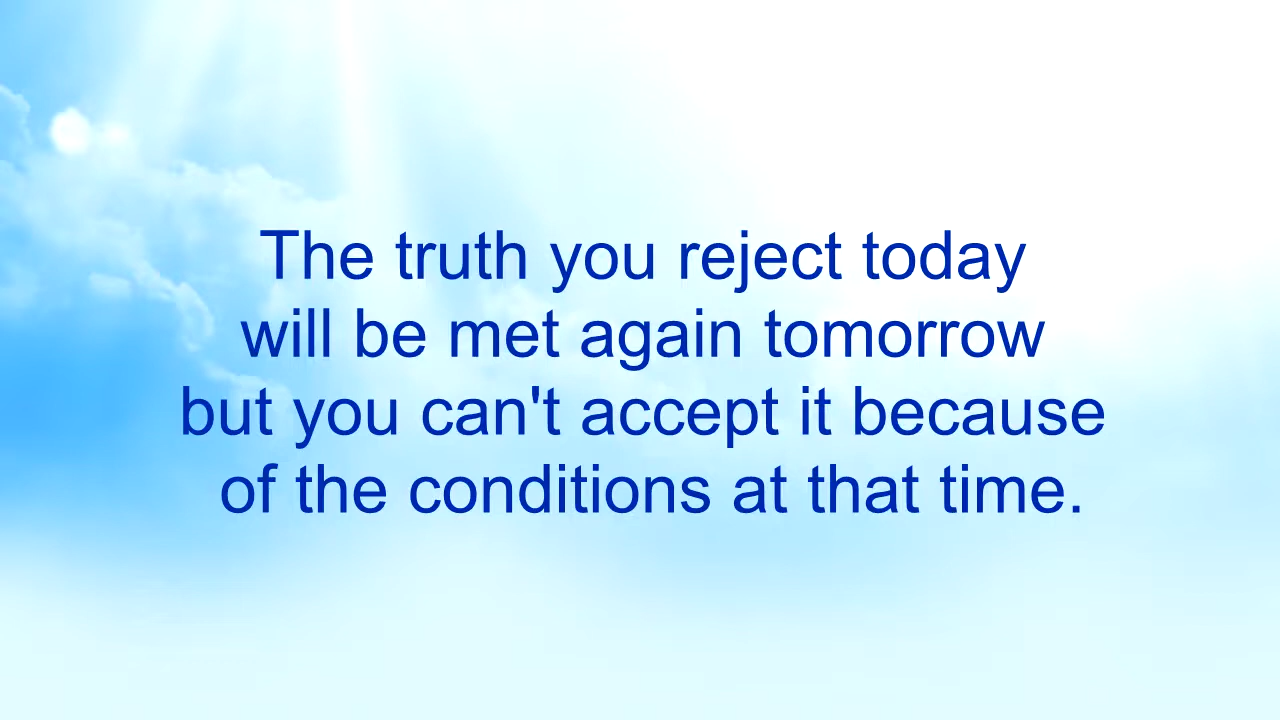 The truth you reject today
will be met again tomorrow
but you can't accept it because
of the conditions at that time.